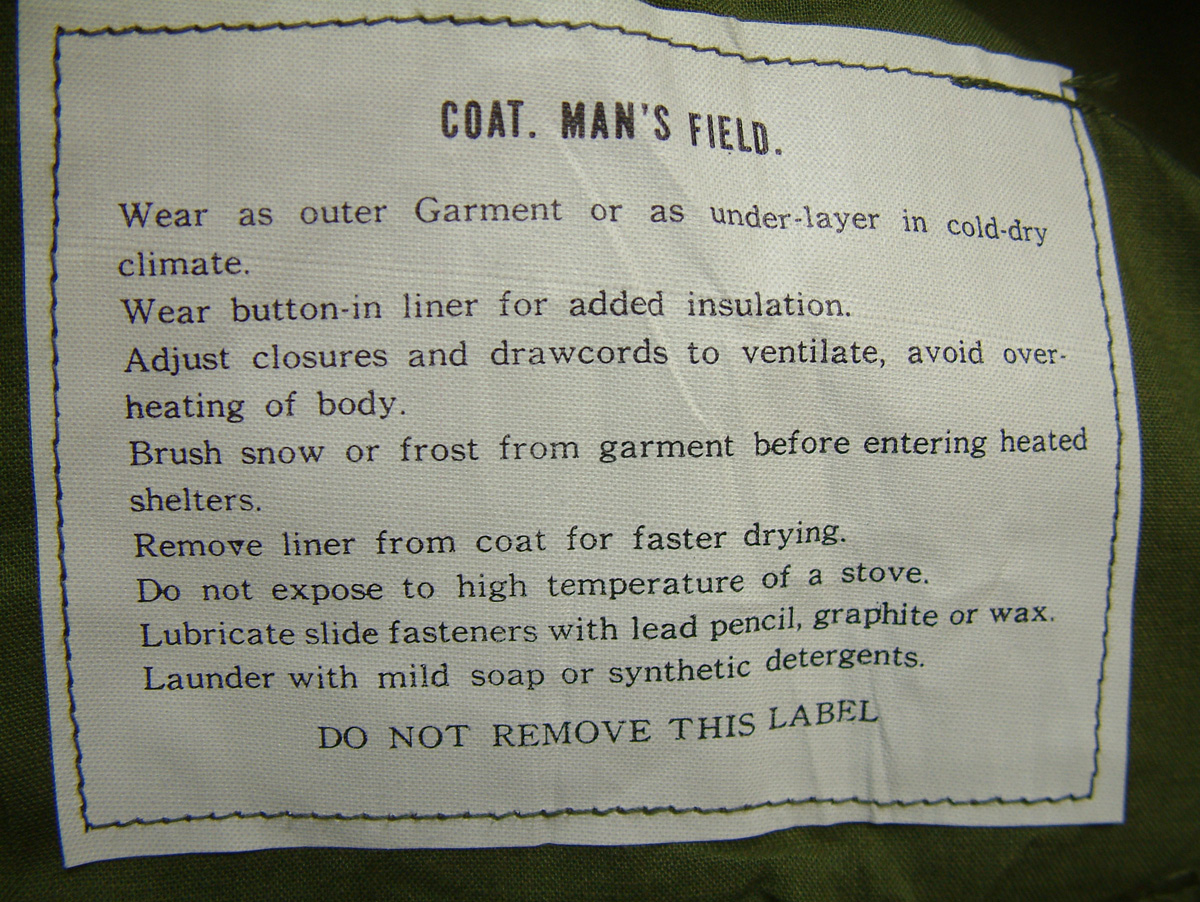 COAT. MAN'S FIELD.
Wear as outer Garment or as under-layer in cold-dry
climate.
Wear button-in liner for added insulation.
Adjust closures and drawcords to ventilate, avoid over-
heating of body.
Brush snow or frost from garment before entering heated
shelters.
Remove liner from coat for faster drying.
Do not expose to high temperature of a stove.
Lubricate slide fasteners with lead pencil, graphite or wax.
Launder with mild soap or synthetic detergents.
DO NOT REMOVE THIS LABEL